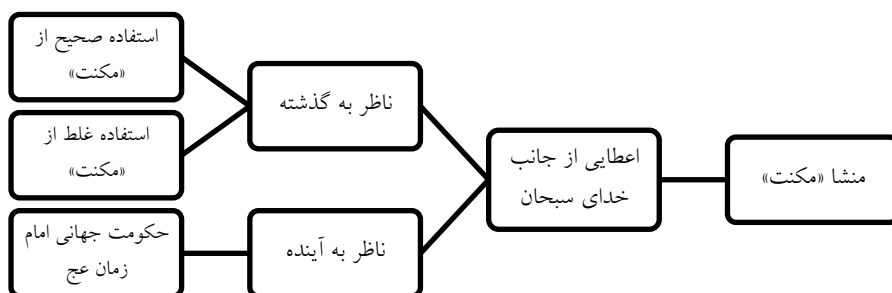 منشا «مکنت»
اعطایی از جانب
خدای سبحان
ناظر به گذشته
استفاده صحیح از
«مکنت»
استفاده غلط از
«مکنت»
ناظر به آینده
حکومت جهانی امام
زمان عج